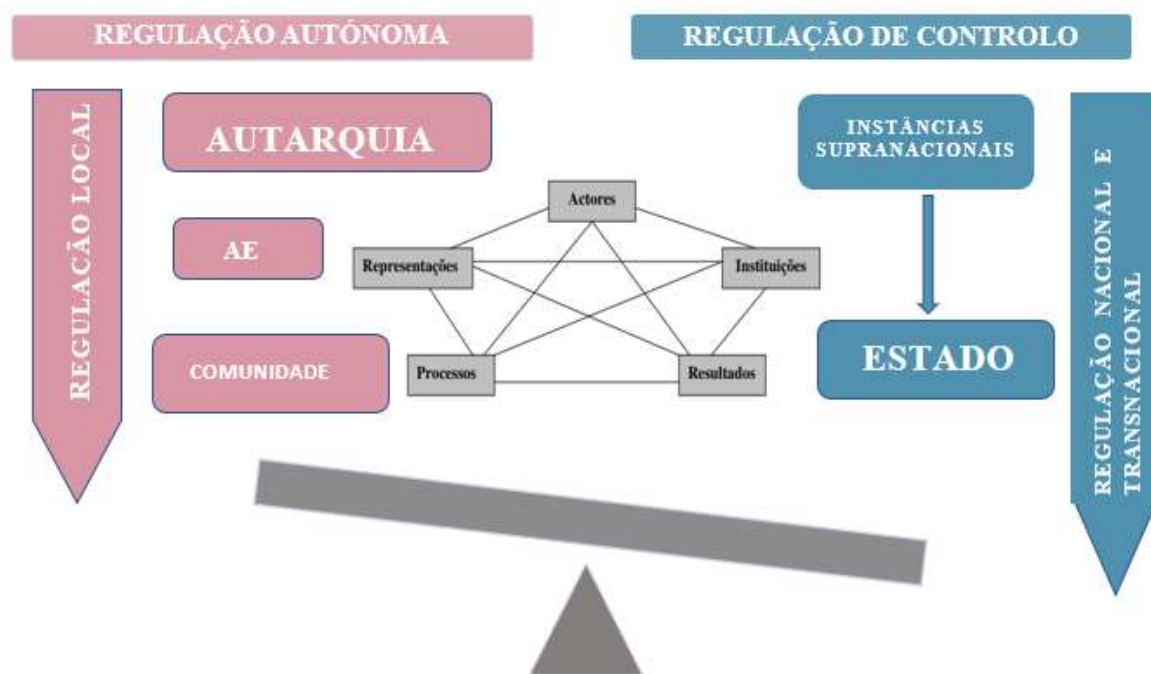 REGULAÇÃO AUTÓNOMA
REGULAÇÃO DE CONTROLO
REGULAÇÃO LOCAL
AUTARQUIA
AE
COMUNIDADE
Actores
Representações
Instituições
Processos
Resultados
INSTÂNCIAS
SUPRANACIONAIS
ESTADO
REGULAÇÃO NACIONAL E
TRANSNACIONAL